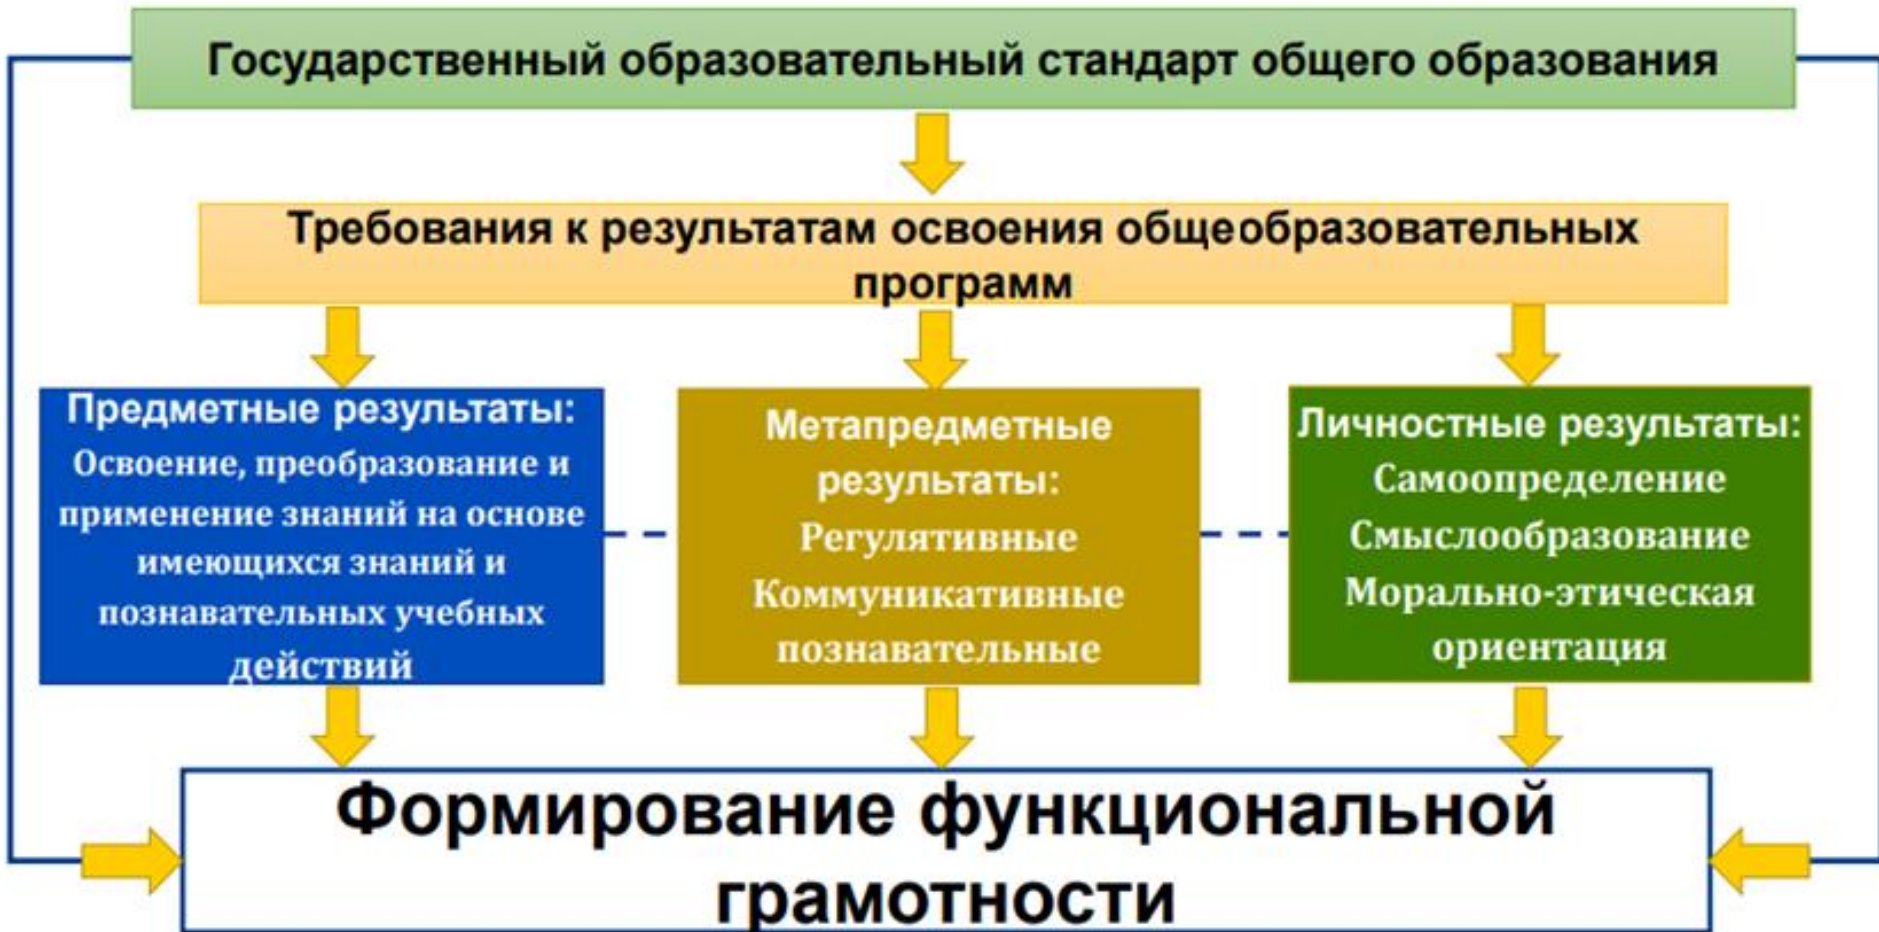 Государственный образовательный стандарт общего образования
Требования к результатам освоения общеобразовательных
программ
Предметные результаты:
Освоение, преобразование и
применение знаний на основе
имеющихся знаний и
познавательных учебных
действий
Метапредметные
результаты:
Регулятивные
Коммуникативные
познавательные
Личностные результаты:
Самоопределение
Смыслообразование
Морально-этическая
ориентация
Формирование функциональной
грамотности